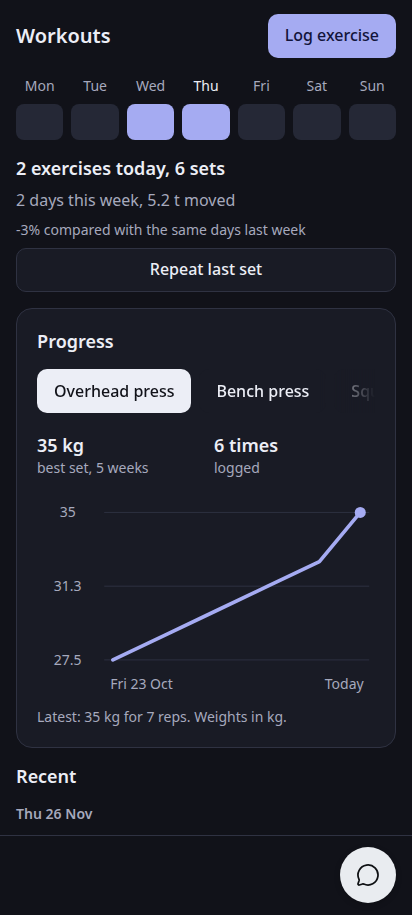 Workouts
Log exercise
Mon Tue Wed Thu Fri Sat Sun
2 exercises today, 6 sets
2 days this week, 5.2 t moved
-3% compared with the same days last week
Repeat last set
Progress
Overhead press Bench press
35 kg 6 times
best set, 5 weeks logged
35
31.3
27.5
Fri 23 Oct Today
Latest: 35 kg for 7 reps. Weights in kg.
Recent
Thu 26 Nov